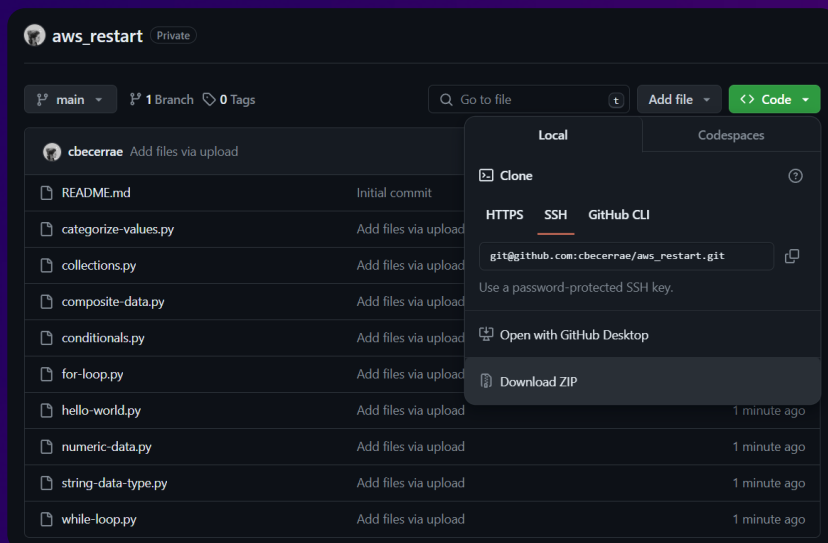 aws_restart Private
main 1 Branch 0 Tags Go to file t Add file Code
Local Codespaces
cbecerrae Add files via upload
Clone
README.md Initial commit
HTTPS SSH GitHub CLI
categorize-values.py Add files via upload
git@github.com:cbecerrae/aws_restart.git
collections.py Add files via upload
Use a password-protected SSH key.
composite-data.py Add files via upload
Open with GitHub Desktop
conditionals.py Add files via upload
Download ZIP
for-loop.py Add files via upload
hello-world.py Add files via upload 1 minute ago
numeric-data.py Add files via upload 1 minute ago
string-data-type.py Add files via upload 1 minute ago
while-loop.py Add files via upload 1 minute ago